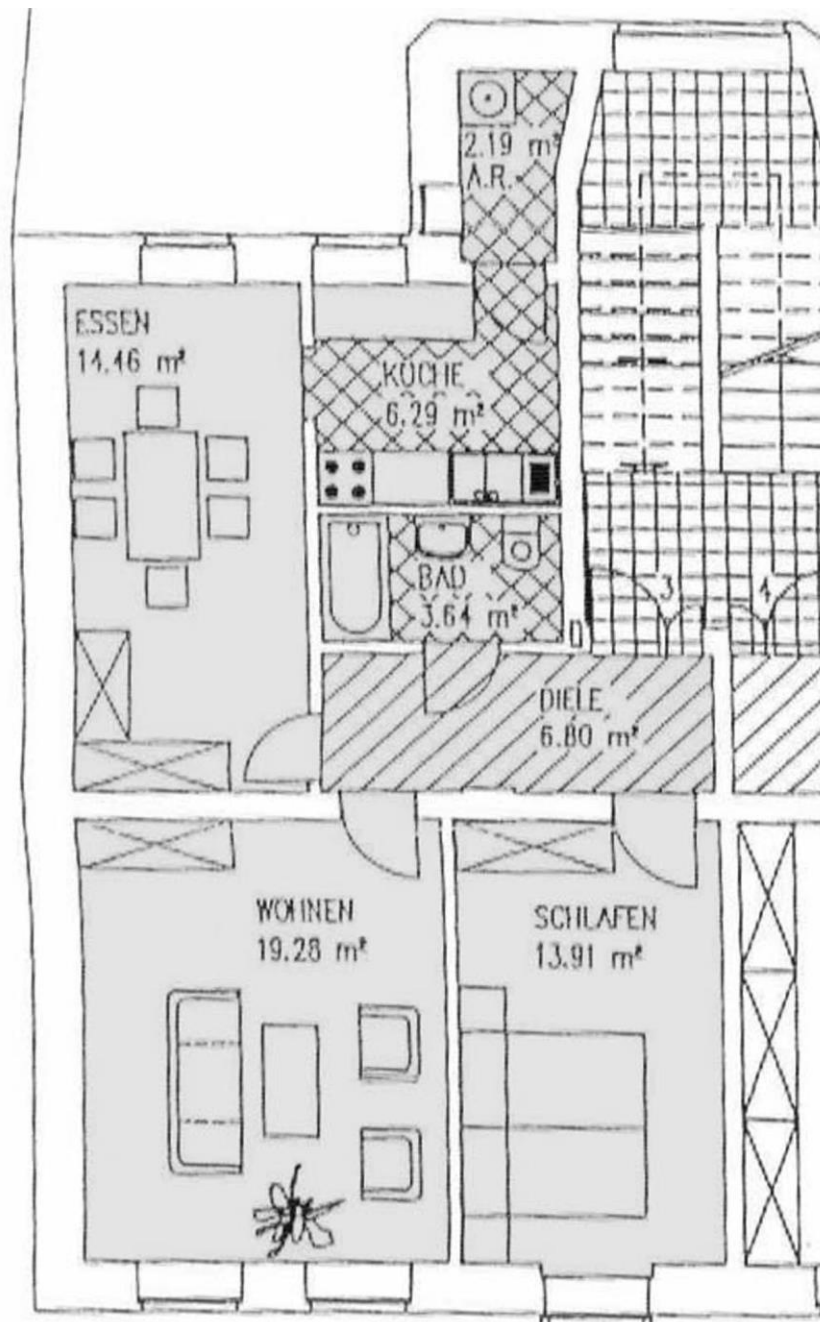 2.19 m²
A.R.
ESSEN
14.46 m²
KÜCHE
6.29 m²
BAD
3.64 m²
3
4
DIELE
6.80 m²
WOHNEN
19.28 m²
SCHLAFEN
13.91 m²